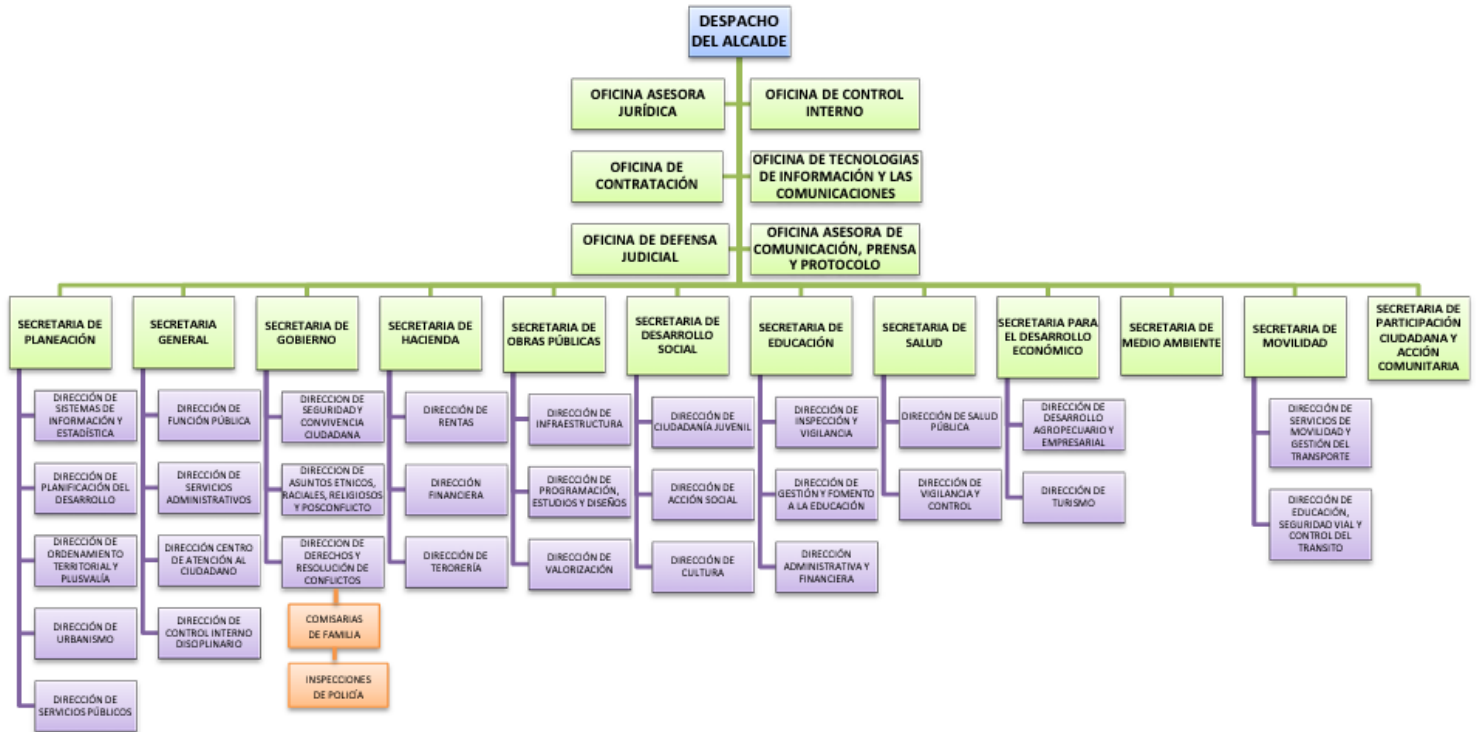 DESPACHO
DEL ALCALDE
OFICINA ASESORA
JURÍDICA
OFICINA DE CONTROL
INTERNO
OFICINA DE
CONTRATACIÓN
OFICINA DE TECNOLOGIAS
DE INFORMACIÓN Y LAS
COMUNICACIONES
OFICINA DE DEFENSA
JUDICIAL
OFICINA ASESORA DE
COMUNICACIÓN, PRENSA
Y PROTOCOLO
SECRETARIA DE
PLANEACIÓN
DIRECCIÓN DE
SISTEMAS DE
INFORMACIÓN Y
ESTADÍSTICA
DIRECCIÓN DE
PLANIFICACIÓN DEL
DESARROLLO
DIRECCIÓN DE
ORDENAMIENTO
TERRITORIAL Y
PLUSVALÍA
DIRECCIÓN DE
URBANISMO
DIRECCIÓN DE
SERVICIOS PÚBLICOS
SECRETARIA
GENERAL
DIRECCIÓN DE
FUNCIÓN PÚBLICA
DIRECCIÓN DE
SERVICIOS
ADMINISTRATIVOS
DIRECCIÓN CENTRO
DE ATENCIÓN AL
CIUDADANO
DIRECCIÓN DE
CONTROL INTERNO
DISCIPLINARIO
SECRETARIA DE
GOBIERNO
DIRECCION DE
SEGURIDAD Y
CONVIVENCIA
CIUDADANA
DIRECCION DE
ASUNTOS ETNICOS,
RACIALES, RELIGIOSOS
Y POSCONFLICTO
DIRECCION DE
DERECHOS Y
RESOLUCIÓN DE
CONFLICTOS
COMISARIAS
DE FAMILIA
INSPECCIONES
DE POLICÍA
SECRETARIA DE
HACIENDA
DIRECCIÓN DE
RENTAS
DIRECCIÓN
FINANCIERA
DIRECCIÓN DE
TERORERÍA
SECRETARIA DE
OBRAS PÚBLICAS
DIRECCIÓN DE
INFRAESTRUCTURA
DIRECCIÓN DE
PROGRAMACIÓN,
ESTUDIOS Y DISEÑOS
DIRECCIÓN DE
VALORIZACIÓN
SECRETARIA DE
DESARROLLO
SOCIAL
DIRECCIÓN DE
CIUDADANÍA JUVENIL
DIRECCIÓN DE
ACCIÓN SOCIAL
DIRECCIÓN DE
CULTURA
SECRETARIA DE
EDUCACIÓN
DIRECCIÓN DE
INSPECCIÓN Y
VIGILANCIA
DIRECCIÓN DE
GESTIÓN Y FOMENTO
A LA EDUCACIÓN
DIRECCIÓN
ADMINISTRATIVA Y
FINANCIERA
SECRETARIA DE
SALUD
DIRECCIÓN DE SALUD
PÚBLICA
DIRECCIÓN DE
VIGILANCIA Y
CONTROL
SECRETARIA PARA
EL DESARROLLO
ECONÓMICO
DIRECCIÓN DE
DESARROLLO
AGROPECUARIO Y
EMPRESARIAL
DIRECCIÓN DE
TURISMO
SECRETARIA DE
MEDIO AMBIENTE
SECRETARIA DE
MOVILIDAD
DIRECCIÓN DE
SERVICIOS DE
MOVILIDAD Y
GESTIÓN DEL
TRANSPORTE
DIRECCIÓN DE
EDUCACIÓN,
SEGURIDAD VIAL Y
CONTROL DEL
TRANSITO
SECRETARIA DE
PARTICIPACIÓN
CIUDADANA Y
ACCIÓN
COMUNITARIA